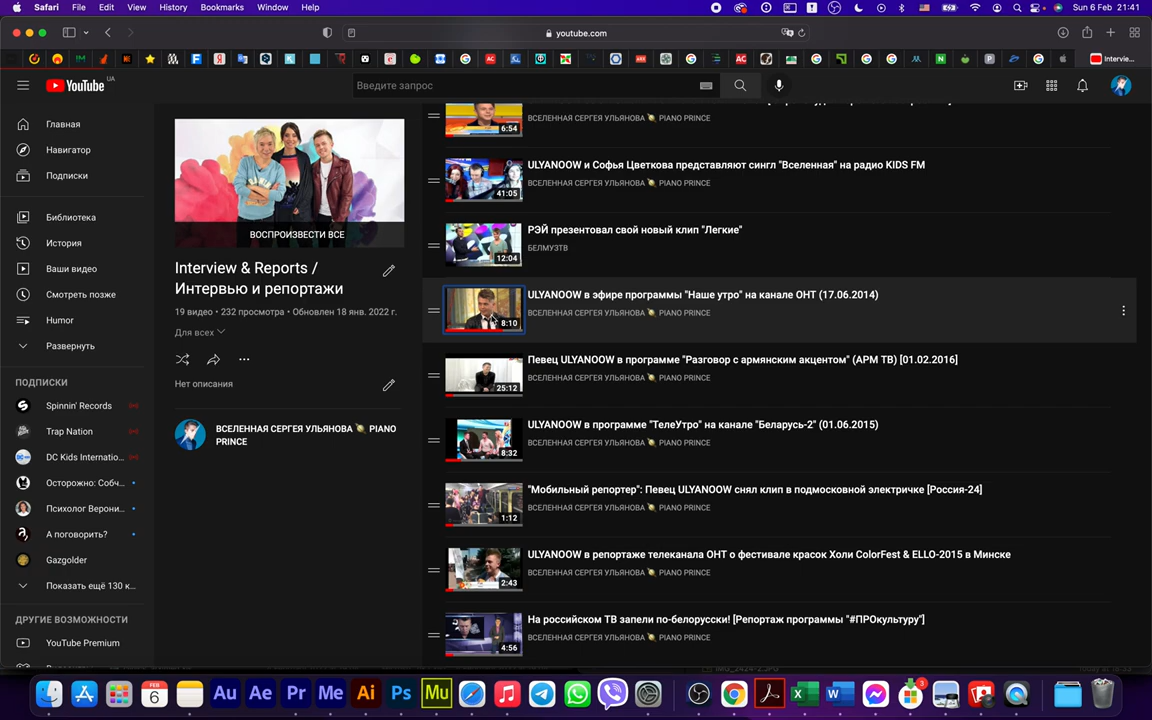 Safari File Edit View History Bookmarks Window Help
Sun 6 Feb 21:41
youtube.com
Intervie...
YouTube UA
Введите запрос
Главная
Навигатор
Подписки
Библиотека
История
Ваши видео
Смотреть позже
Humor
Развернуть
ПОДПИСКИ
Spinnin' Records
Trap Nation
DC Kids Internatio...
Осторожно: Собч...
Психолог Верони...
А поговорить?
Gazgolder
Показать ещё 130 к...
ДРУГИЕ ВОЗМОЖНОСТИ
YouTube Premium
ВОСПРОИЗВЕСТИ ВСЕ
Interview & Reports /
Интервью и репортажи
19 видео • 232 просмотра • Обновлен 18 янв. 2022 г.
Для всех
Нет описания
ВСЕЛЕННАЯ СЕРГЕЯ УЛЬЯНОВА PIANO
PRINCE
6:54
ВСЕЛЕННАЯ СЕРГЕЯ УЛЬЯНОВА PIANO PRINCE
ULYANOOW и Софья Цветкова представляют сингл "Вселенная" на радио KIDS FM
ВСЕЛЕННАЯ СЕРГЕЯ УЛЬЯНОВА PIANO PRINCE
41:05
РЭЙ презентовал свой новый клип "Легкие"
БЕЛМУЗТВ
12:04
ULYANOOW в эфире программы "Наше утро" на канале ОНТ (17.06.2014)
ВСЕЛЕННАЯ СЕРГЕЯ УЛЬЯНОВА PIANO PRINCE
8:10
Певец ULYANOOW в программе "Разговор с армянским акцентом" (АРМ ТВ) [01.02.2016]
ВСЕЛЕННАЯ СЕРГЕЯ УЛЬЯНОВА PIANO PRINCE
25:12
ULYANOOW в программе "ТелеУтро" на канале "Беларусь-2" (01.06.2015)
ВСЕЛЕННАЯ СЕРГЕЯ УЛЬЯНОВА PIANO PRINCE
8:32
"Мобильный репортер": Певец ULYANOOW снял клип в подмосковной электричке [Россия-24]
ВСЕЛЕННАЯ СЕРГЕЯ УЛЬЯНОВА PIANO PRINCE
1:12
ULYANOOW в репортаже телеканала ОНТ о фестивале красок Холи ColorFest & ELLO-2015 в Минске
ВСЕЛЕННАЯ СЕРГЕЯ УЛЬЯНОВА PIANO PRINCE
2:43
На российском ТВ запели по-белорусски! [Репортаж программы "#ПРОкультуру"]
ВСЕЛЕННАЯ СЕРГЕЯ УЛЬЯНОВА PIANO PRINCE
4:56
FEB 6 Au Ae Pr Me Ai Ps Mu X W 3